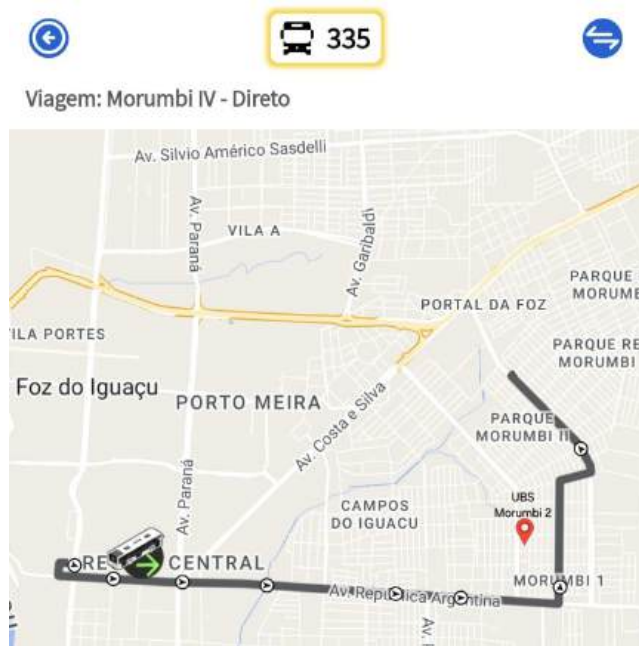 335
Viagem: Morumbi IV - Direto
Av. Silvio Américo Sasdelli
Av. Paraná
VILA A
Av. Garibaldi
PARQUE
MORUMB
PORTAL DA FOZ
VILA PORTES
PARQUE RE
MORUMBI
Foz do Iguaçu
PORTO MEIRA
Av. Costa e Silva
PARQUE
MORUMBI II
Av. Paraná
CAMPOS
DO IGUACU
UBS
Morumbi 2
CENTRAL
MORUMBI 1
Av. República Argentina